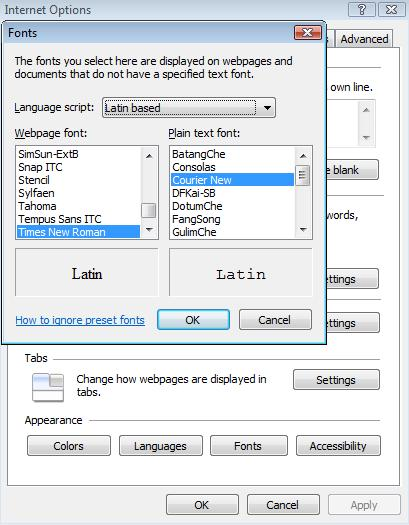 Internet Options
Fonts
Advanced
The fonts you select here are displayed on webpages and
documents that do not have a specified text font.
Language script: Latin based
own line.
Webpage font: Plain text font:
SimSun-ExtB BatangChe
Snap ITC Consolas
Stencil Courier New
Sylfaen DFKai-SB
Tahoma DotumChe
Tempus Sans ITC FangSong
Times New Roman GulimChe
blank
words,
Latin Latin
How to ignore preset fonts OK Cancel
Tabs
Change how webpages are displayed in
tabs.
Settings
Appearance
Colors Languages Fonts Accessibility
OK Cancel Apply